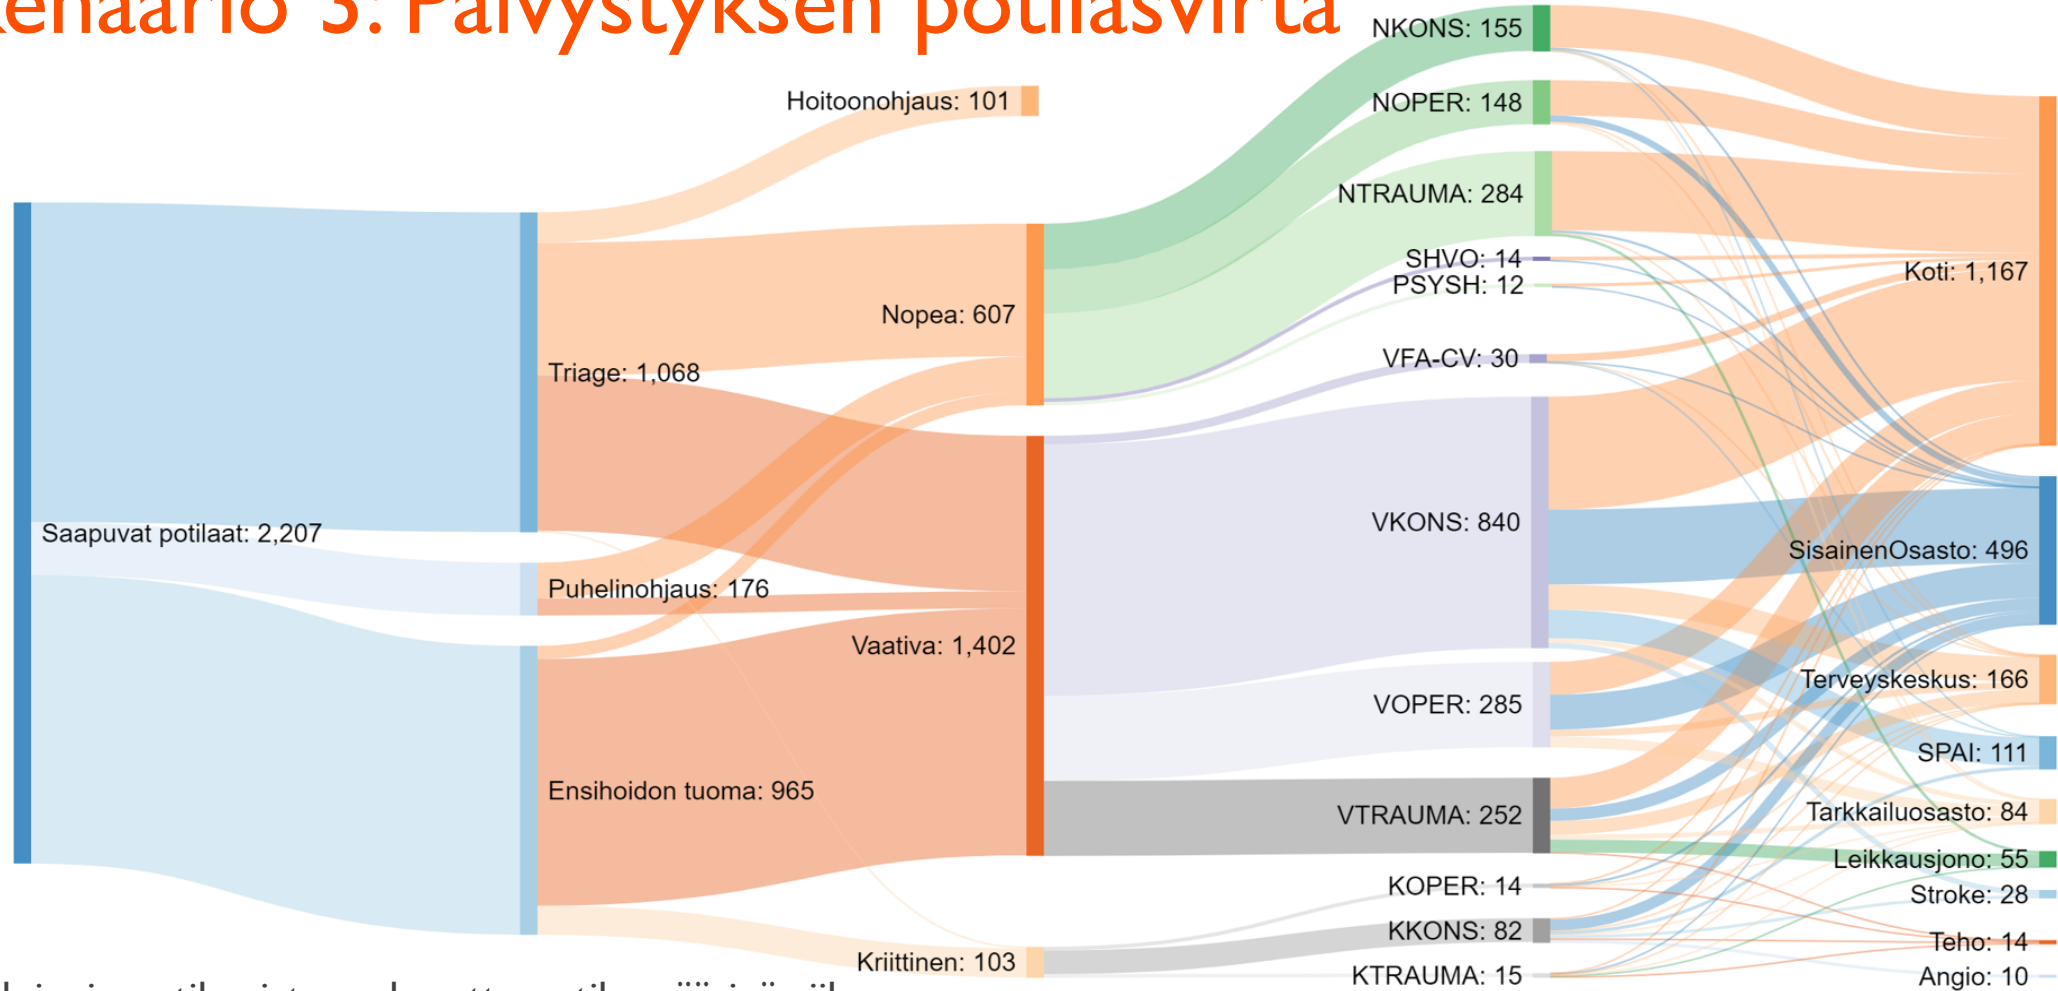 3: Päivystyksen potilasvirta
Hoitoonohjaus: 101
Saapuvat potilaat: 2,207
Triage: 1,068
Puhelinohjaus: 176
Ensihoidon tuoma: 965
Nopea: 607
Vaativa: 1,402
Kriittinen: 103
NKONS: 155
NOPER: 148
NTRAUMA: 284
SHVO: 14
PSYSH: 12
VFA-CV: 30
VKONS: 840
VOPER: 285
VTRAUMA: 252
KOPER: 14
KKONS: 82
KTRAUMA: 15
Koti: 1,167
SisainenOsasto: 496
Terveyskeskus: 166
SPAI: 111
Tarkkailuosasto: 84
Leikkausjono: 55
Stroke: 28
Teho: 14
Angio: 10